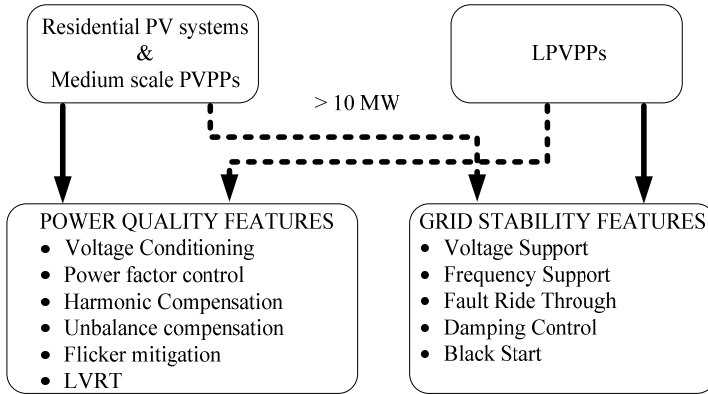 Residential PV systems
&
Medium scale PVPPs
LPVPPs
> 10 MW
POWER QUALITY FEATURES
• Voltage Conditioning
• Power factor control
• Harmonic Compensation
• Unbalance compensation
• Flicker mitigation
• LVRT
GRID STABILITY FEATURES
• Voltage Support
• Frequency Support
• Fault Ride Through
• Damping Control
• Black Start